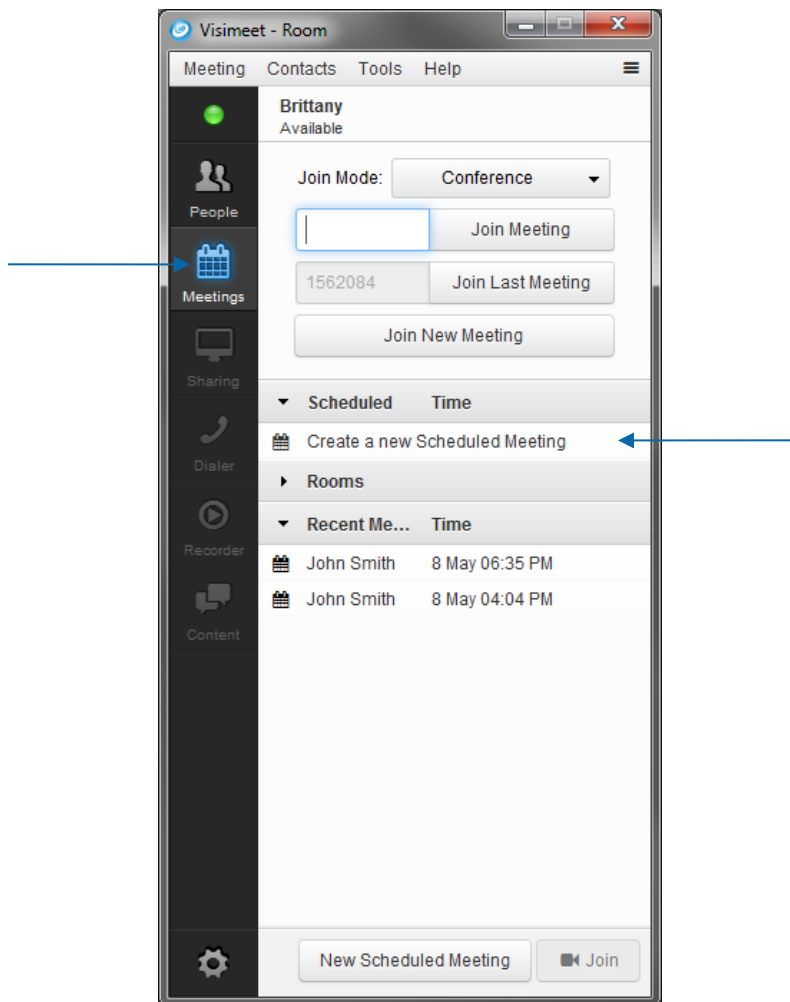 Visimeet - Room
Meeting Contacts Tools Help
Brittany
Available
People
Meetings
Sharing
Dialer
Recorder
Content
Join Mode: Conference
Join Meeting
1562084 Join Last Meeting
Join New Meeting
Scheduled Time
Create a new Scheduled Meeting
Rooms
Recent Me... Time
John Smith 8 May 06:35 PM
John Smith 8 May 04:04 PM
New Scheduled Meeting Join